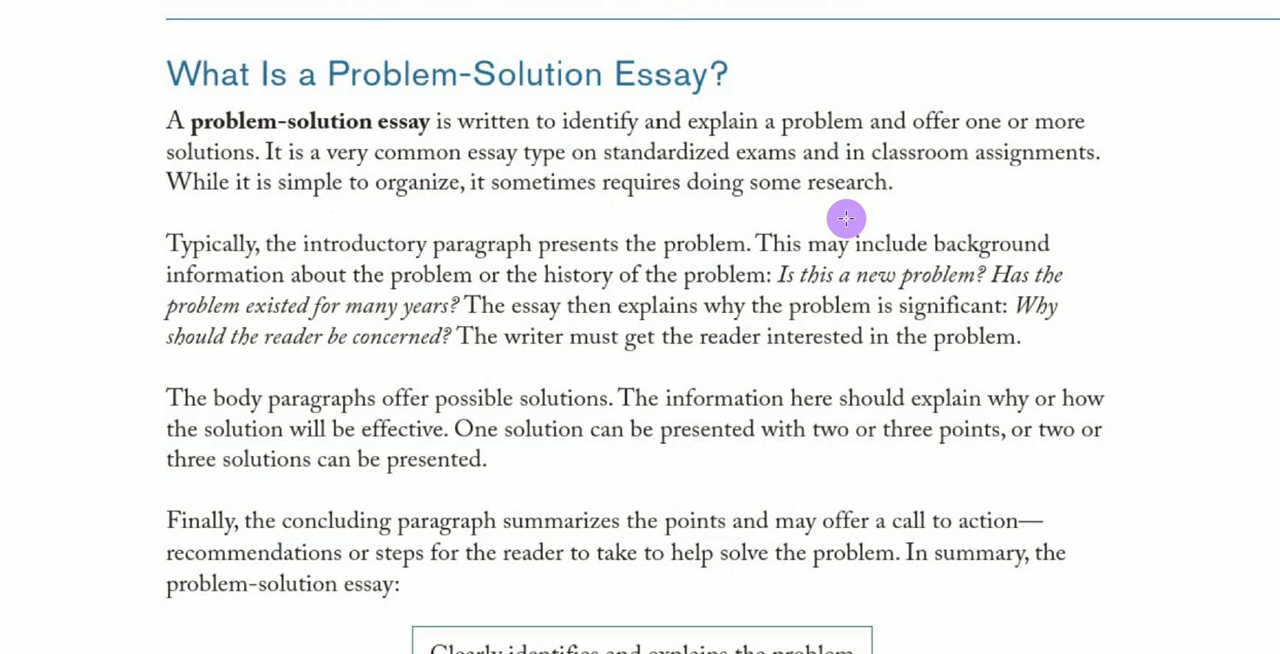 What Is a Problem-Solution Essay?
A problem-solution essay is written to identify and explain a problem and offer one or more
solutions. It is a very common essay type on standardized exams and in classroom assignments.
While it is simple to organize, it sometimes requires doing some research.
Typically, the introductory paragraph presents the problem. This may include background
information about the problem or the history of the problem: Is this a new problem? Has the
problem existed for many years? The essay then explains why the problem is significant: Why
should the reader be concerned? The writer must get the reader interested in the problem.
The body paragraphs offer possible solutions. The information here should explain why or how
the solution will be effective. One solution can be presented with two or three points, or two or
three solutions can be presented.
Finally, the concluding paragraph summarizes the points and may offer a call to action—
recommendations or steps for the reader to take to help solve the problem. In summary, the
problem-solution essay:
Clearly identifies and explains the problem